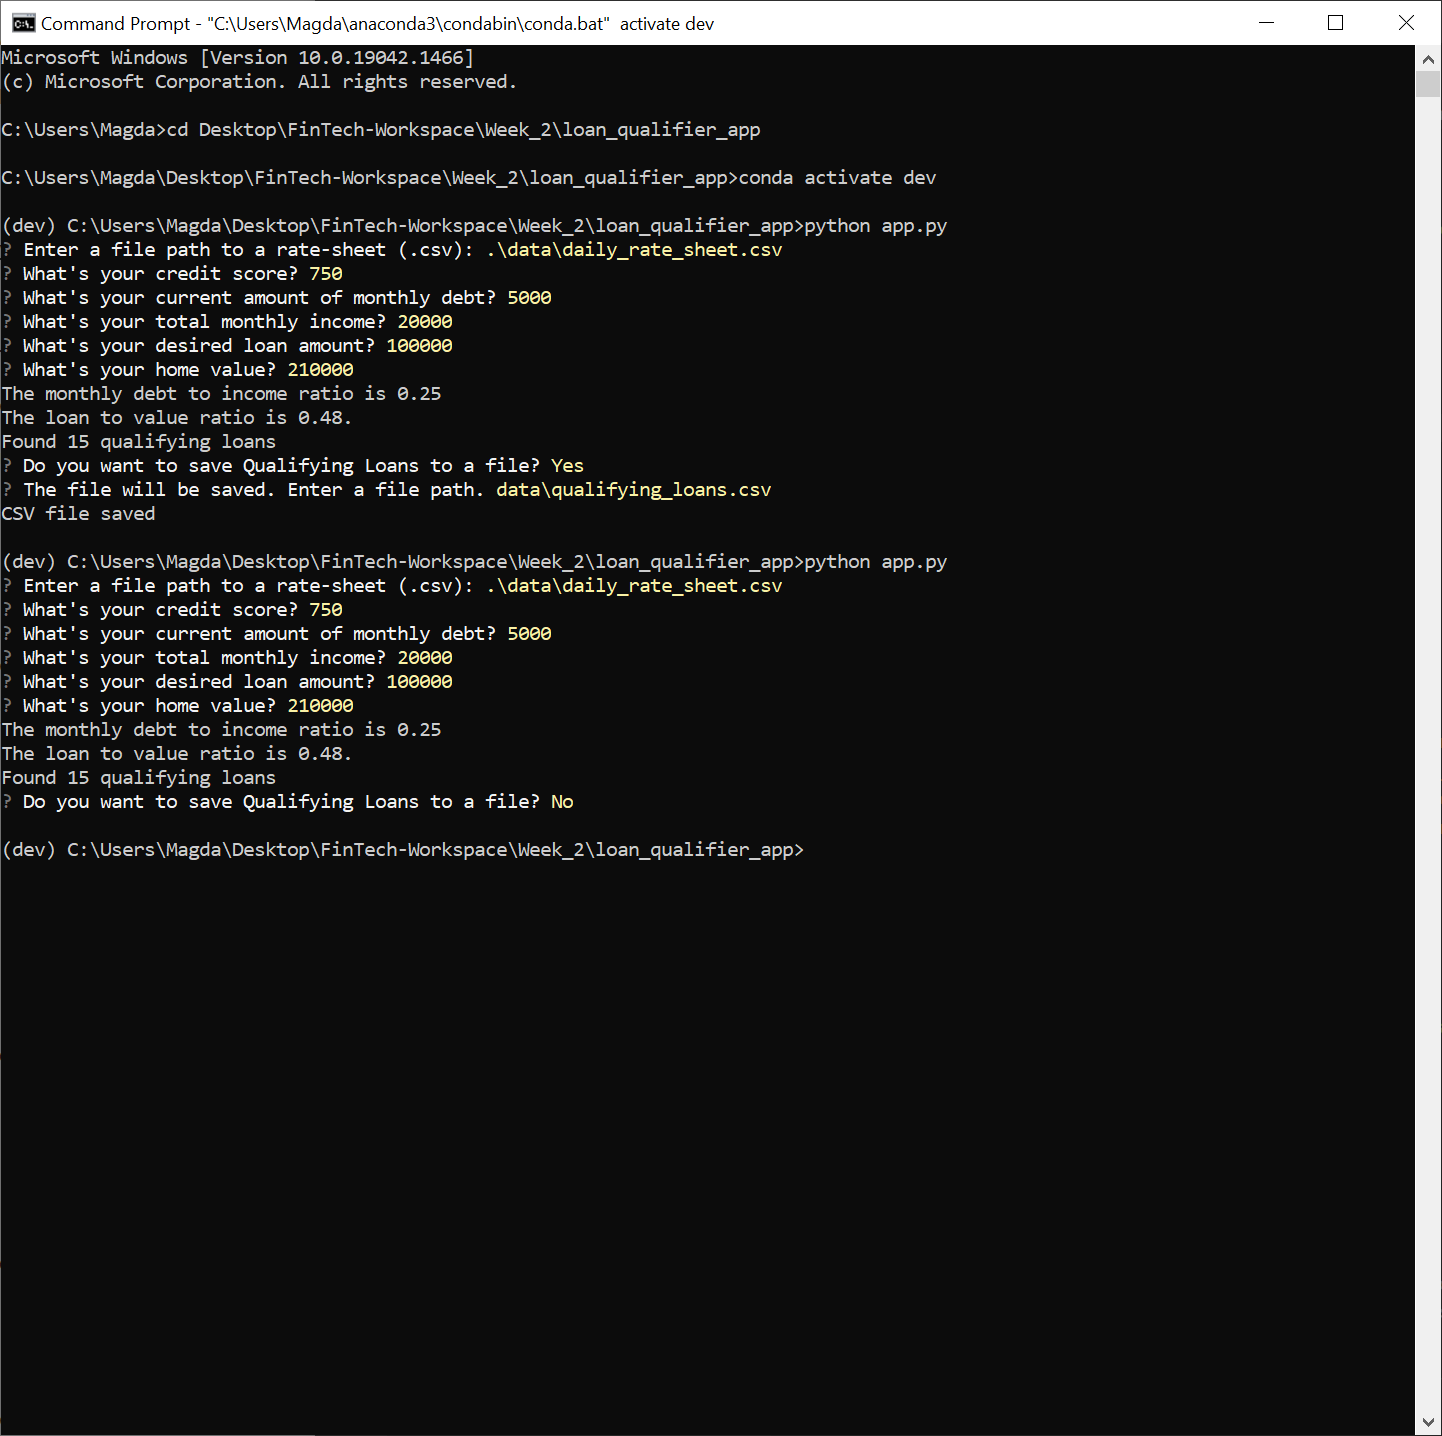 Command Prompt - "C:\Users\Magda\anaconda3\condabin\conda.bat"  activate dev
Microsoft Windows [Version 10.0.19042.1466]
(c) Microsoft Corporation. All rights reserved.
C:\Users\Magda>cd Desktop\FinTech-Workspace\Week_2\loan_qualifier_app
C:\Users\Magda\Desktop\FinTech-Workspace\Week_2\loan_qualifier_app>conda activate dev
(dev) C:\Users\Magda\Desktop\FinTech-Workspace\Week_2\loan_qualifier_app>python app.py
? Enter a file path to a rate-sheet (.csv): .\data\daily_rate_sheet.csv
? What's your credit score? 750
? What's your current amount of monthly debt? 5000
? What's your total monthly income? 20000
? What's your desired loan amount? 100000
? What's your home value? 210000
The monthly debt to income ratio is 0.25
The loan to value ratio is 0.48.
Found 15 qualifying loans
? Do you want to save Qualifying Loans to a file? Yes
? The file will be saved. Enter a file path. data\qualifying_loans.csv
CSV file saved
(dev) C:\Users\Magda\Desktop\FinTech-Workspace\Week_2\loan_qualifier_app>python app.py
? Enter a file path to a rate-sheet (.csv): .\data\daily_rate_sheet.csv
? What's your credit score? 750
? What's your current amount of monthly debt? 5000
? What's your total monthly income? 20000
? What's your desired loan amount? 100000
? What's your home value? 210000
The monthly debt to income ratio is 0.25
The loan to value ratio is 0.48.
Found 15 qualifying loans
? Do you want to save Qualifying Loans to a file? No
(dev) C:\Users\Magda\Desktop\FinTech-Workspace\Week_2\loan_qualifier_app>